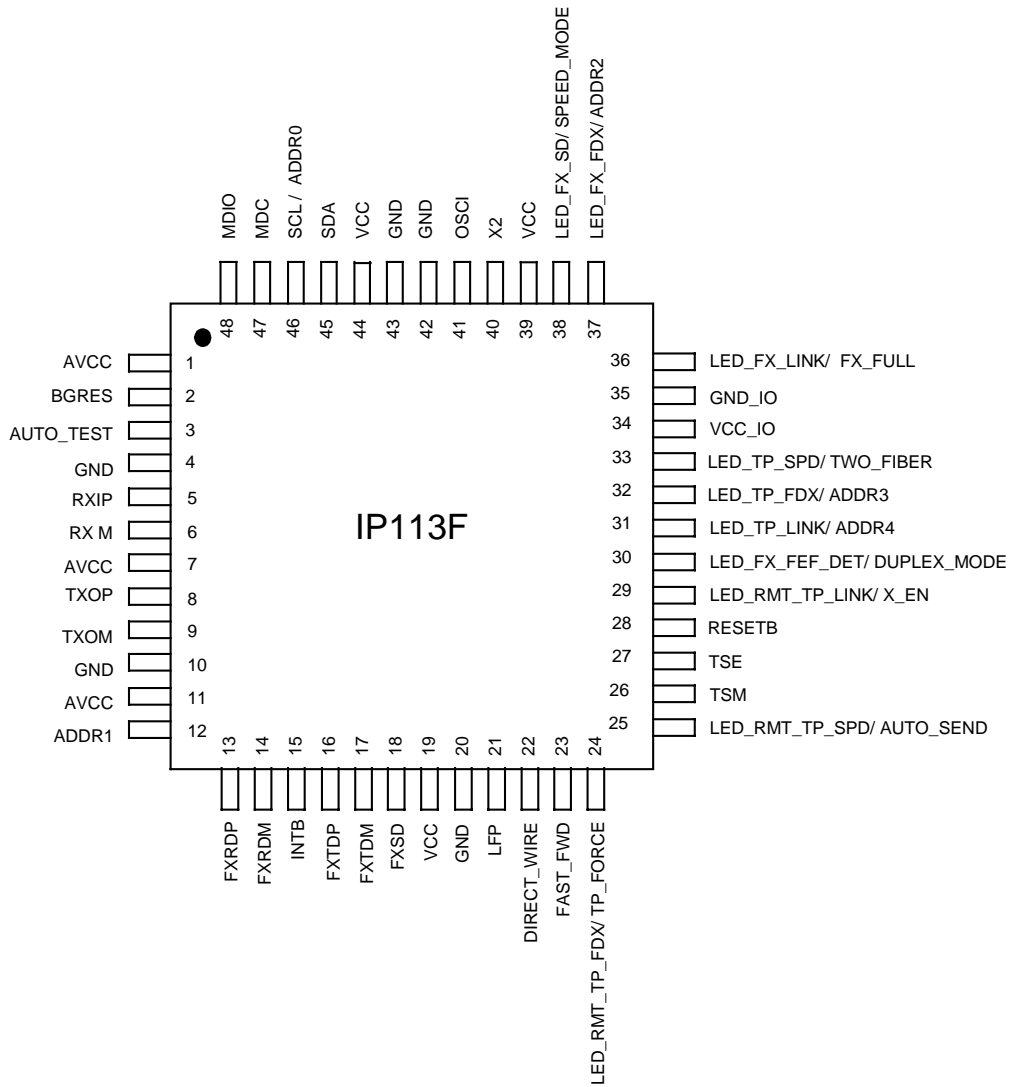 MDIO
MDC
SCL / ADDR0
SDA
VCC
GND
GND
OSCI
X2
VCC
LED_FX_SD/ SPEED_MODE
LED_FX_FDX/ ADDR2
48
47
46
45
44
43
42
41
40
39
38
37
AVCC 1
BGRES 2
AUTO_TEST 3
GND 4
RXIP 5
RX M 6
AVCC 7
TXOP 8
TXOM 9
GND 10
AVCC 11
ADDR1 12
IP113F
36 LED_FX_LINK/ FX_FULL
35 GND_IO
34 VCC_IO
33 LED_TP_SPD/ TWO_FIBER
32 LED_TP_FDX/ ADDR3
31 LED_TP_LINK/ ADDR4
30 LED_FX_FEF_DET/ DUPLEX_MODE
29 LED_RMT_TP_LINK/ X_EN
28 RESETB
27 TSE
26 TSM
25 LED_RMT_TP_SPD/ AUTO_SEND
13
14
15
16
17
18
19
20
21
22
23
24
FXRDP
FXRDM
INTB
FXTDP
FXTDM
FXSD
VCC
GND
LFP
DIRECT_WIRE
FAST_FWD
LED_RMT_TP_FDX/ TP_FORCE